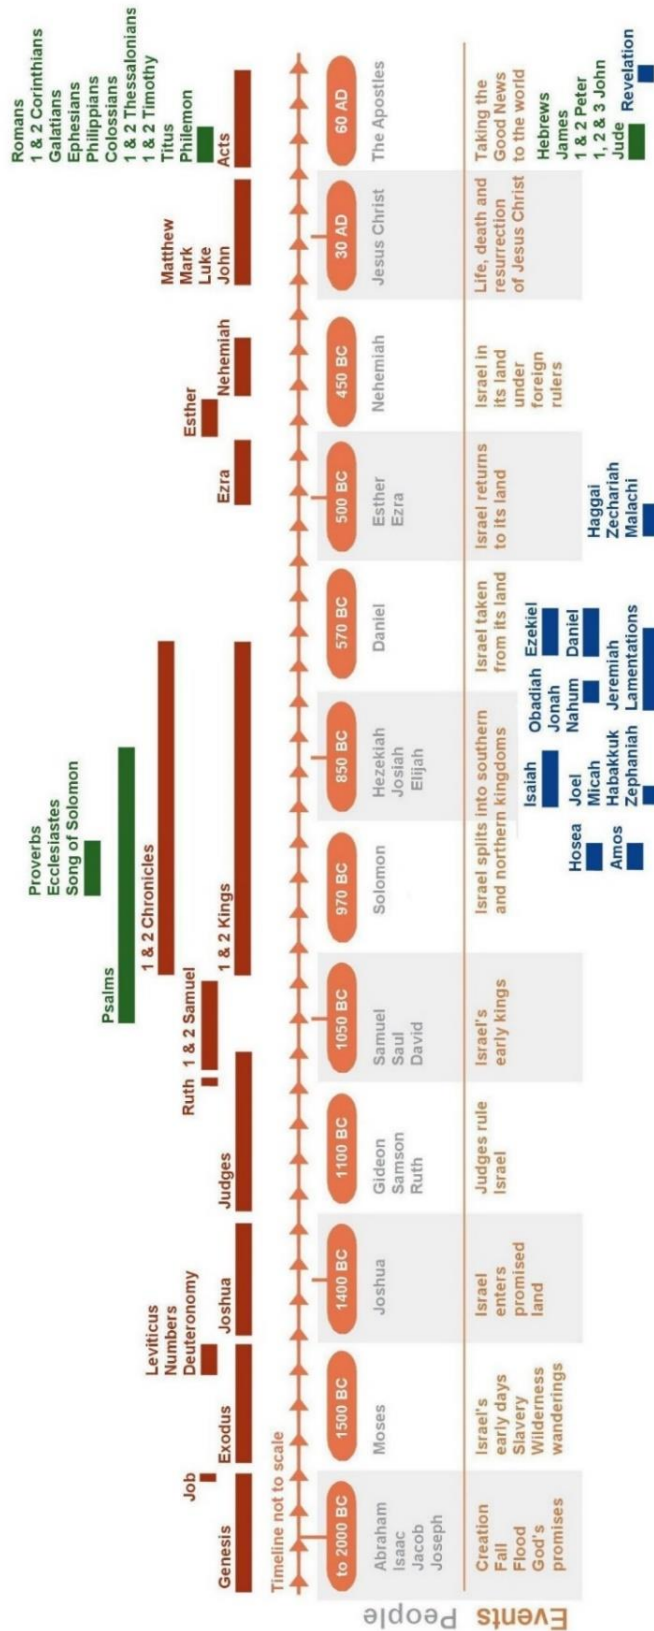 Romans
1 & 2 Corinthians
Galatians
Ephesians
Philippians
Colossians
1 & 2 Thessalonians
1 & 2 Timothy
Titus
Philemon
Proverbs
Ecclesiastes
Song of Solomon
Psalms
Matthew
Mark
Luke
John
Leviticus
Numbers
Deuteronomy
1 & 2 Chronicles
Ruth 1 & 2 Samuel
Esther
Job
Genesis
Exodus
Joshua
Judges
1 & 2 Kings
Ezra
Nehemiah
Acts
Timeline not to scale
to 2000 BC
1500 BC
1400 BC
1100 BC
1050 BC
970 BC
850 BC
570 BC
500 BC
450 BC
30 AD
60 AD
People
Abraham
Isaac
Jacob
Joseph
Moses
Joshua
Gideon
Samson
Ruth
Samuel
Saul
David
Solomon
Hezekiah
Josiah
Elijah
Daniel
Esther
Ezra
Nehemiah
Jesus Christ
The Apostles
Events
Creation
Fall
Flood
God's
promises
Israel's
early days
Slavery
Wilderness
wanderings
Israel
enters
promised
land
Judges rule
Israel
Israel's
early kings
Israel splits into southern
and northern kingdoms
Israel taken
from its land
Israel returns
to its land
Israel in
its land
under
foreign
rulers
Life, death and
resurrection
of Jesus Christ
Taking the
Good News
to the world
Hosea
Amos
Isaiah
Joel
Micah
Habakkuk
Zephaniah
Obadiah
Jonah
Nahum
Jeremiah
Lamentations
Ezekiel
Daniel
Haggai
Zechariah
Malachi
Hebrews
James
1 & 2 Peter
1, 2 & 3 John
Jude
Revelation